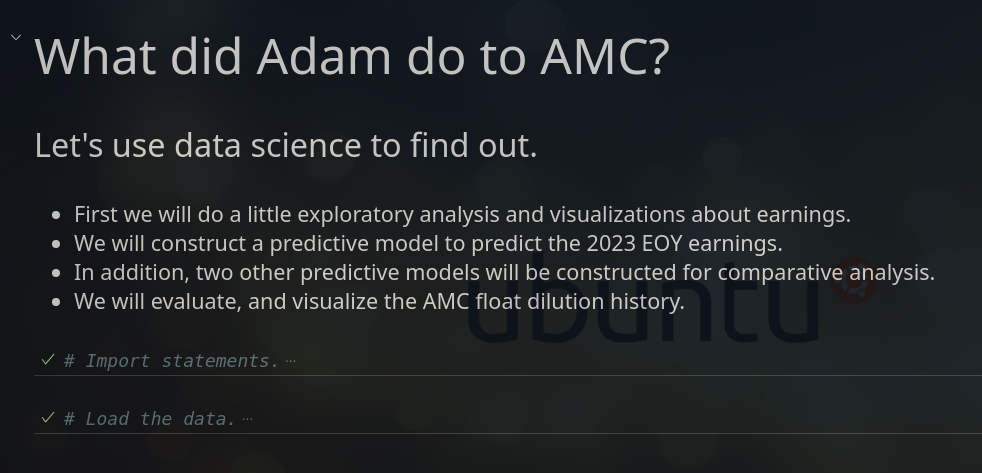 What did Adam do to AMC?
Let's use data science to find out.
First we will do a little exploratory analysis and visualizations about earnings.
We will construct a predictive model to predict the 2023 EOY earnings.
In addition, two other predictive models will be constructed for comparative analysis.
We will evaluate, and visualize the AMC float dilution history.
ubuntu
# Import statements. ...
# Load the data. ...